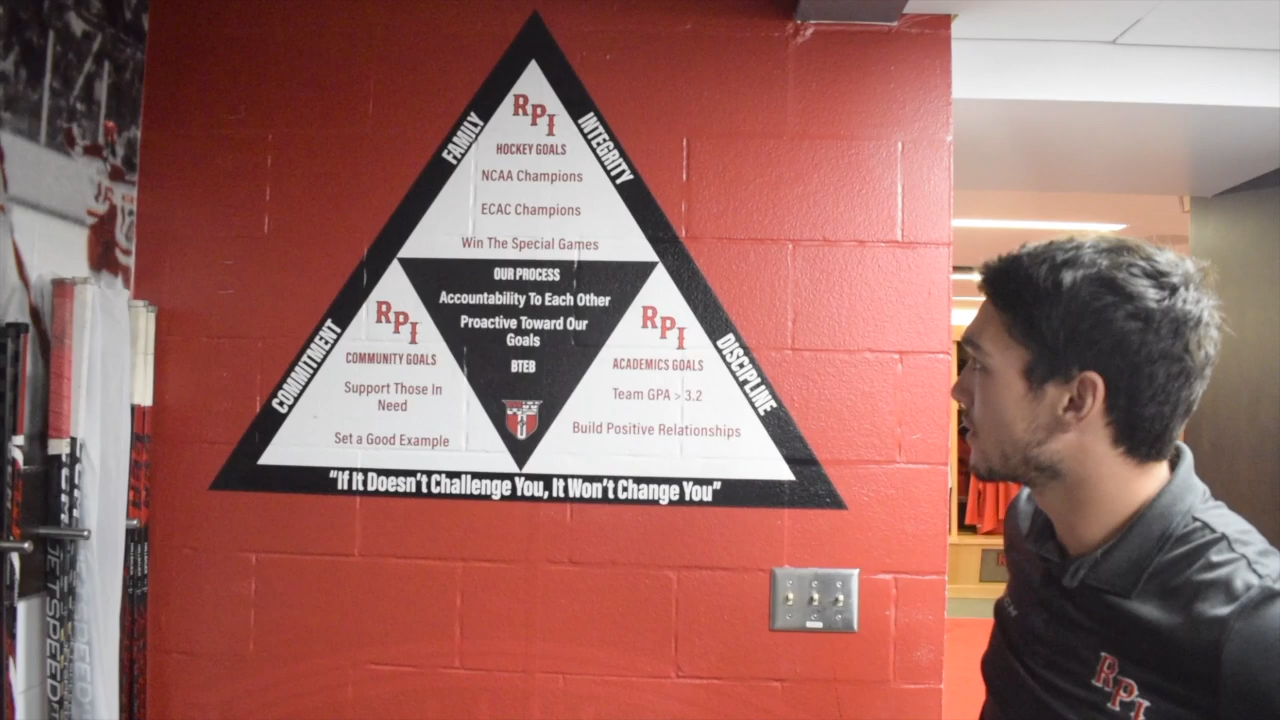 FAMILY
INTEGRITY
RPI
HOCKEY GOALS
NCAA Champions
ECAC Champions
Win The Special Games
OUR PROCESS
Accountability To Each Other
Proactive Toward Our
Goals
BTEB
RPI
COMMUNITY GOALS
Support Those In
Need
Set a Good Example
RPI
ACADEMICS GOALS
Team GPA > 3.2
Build Positive Relationships
COMMITMENT
DISCIPLINE
"If It Doesn't Challenge You, It Won't Change You"
JETSPEED
RPI